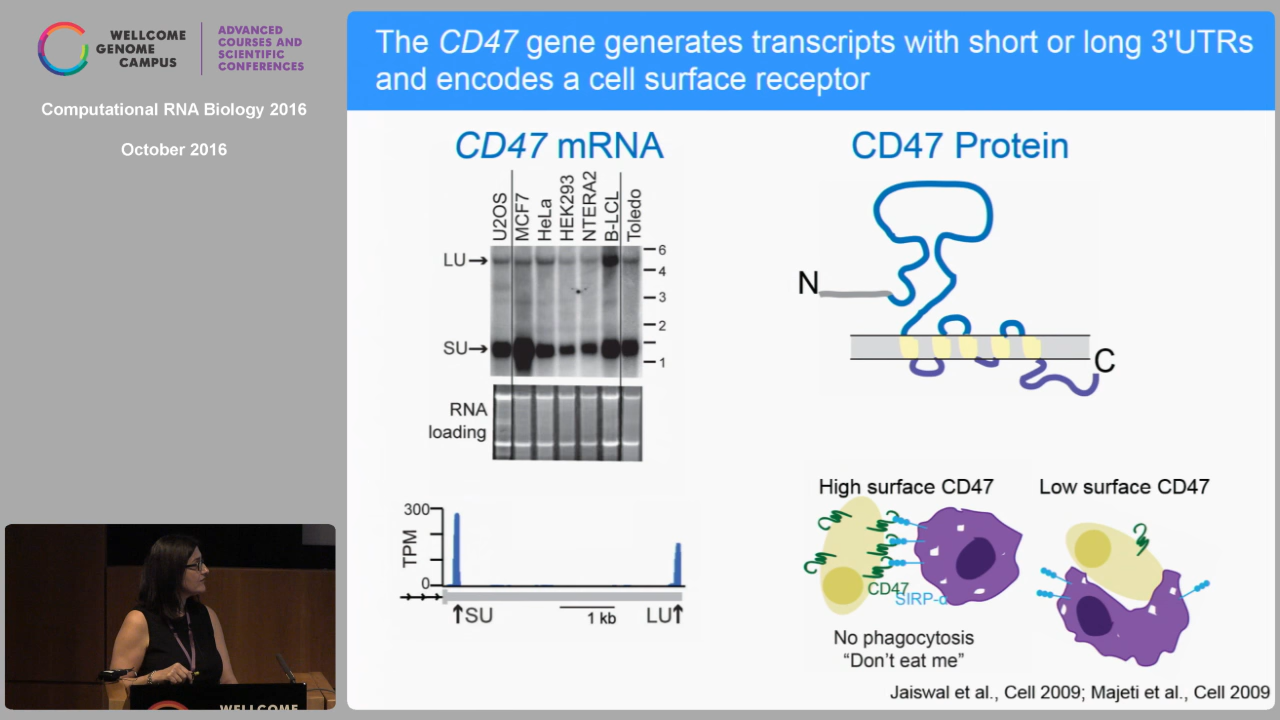 WELLCOME
GENOME
CAMPUS
ADVANCED
COURSES AND
SCIENTIFIC
CONFERENCES
Computational RNA Biology 2016
October 2016
The CD47 gene generates transcripts with short or long 3'UTRs
and encodes a cell surface receptor
CD47 mRNA
U2OS
MCF7
HeLa
HEK293
NTERA2
B-LCL
Toledo
LU→
SU→
6
4
3
2
1
RNA
loading
300
TPM
0
↑SU
1 kb
LU↑
CD47 Protein
N
C
High surface CD47
Low surface CD47
CD47
SIRP-α
No phagocytosis
“Don’t eat me”
Jaiswal et al., Cell 2009; Majeti et al., Cell 2009
WELLCOME